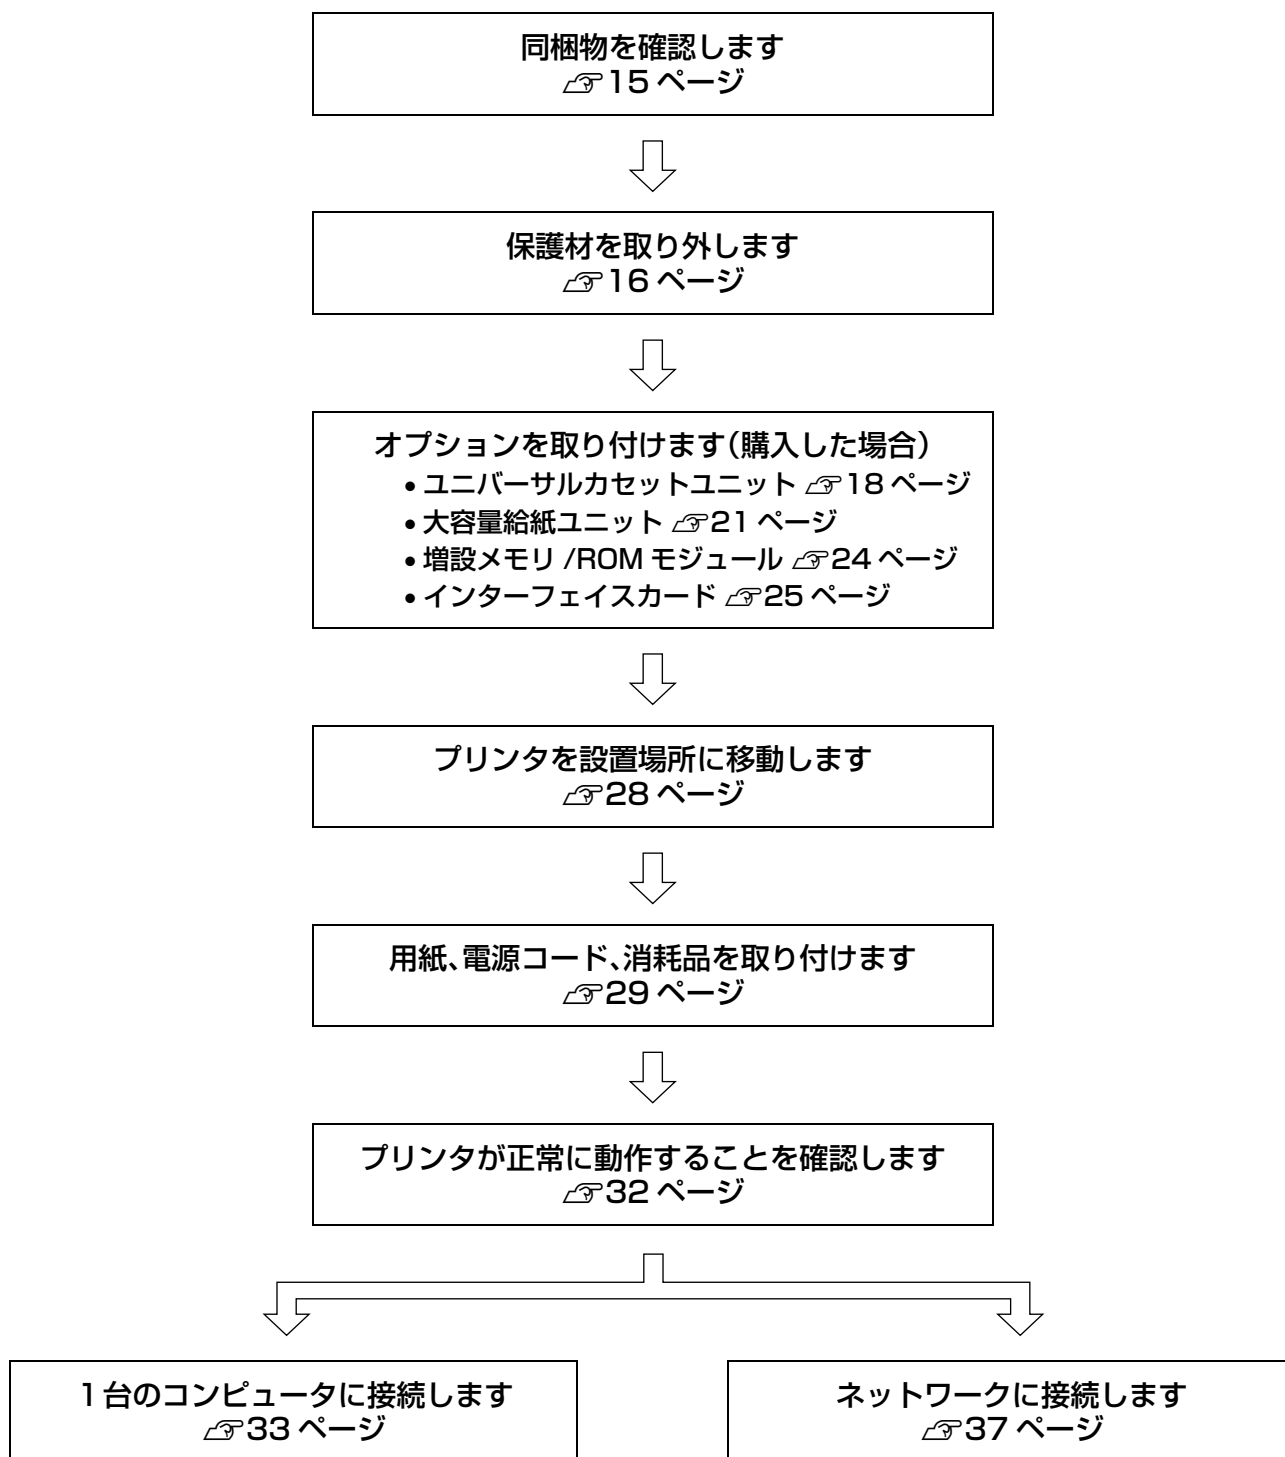 同梱物を確認します
☞15 ページ
保護材を取り外します
☞16 ページ
オプションを取り付けます（購入した場合）
• ユニバーサルカセットユニット ☞18 ページ
• 大容量給紙ユニット ☞21 ページ
• 増設メモリ /ROM モジュール ☞24 ページ
• インターフェイスカード ☞25 ページ
プリンタを設置場所に移動します
☞28 ページ
用紙、電源コード、消耗品を取り付けます
☞29 ページ
プリンタが正常に動作することを確認します
☞32 ページ
1台のコンピュータに接続します
☞33 ページ
ネットワークに接続します
☞37 ページ